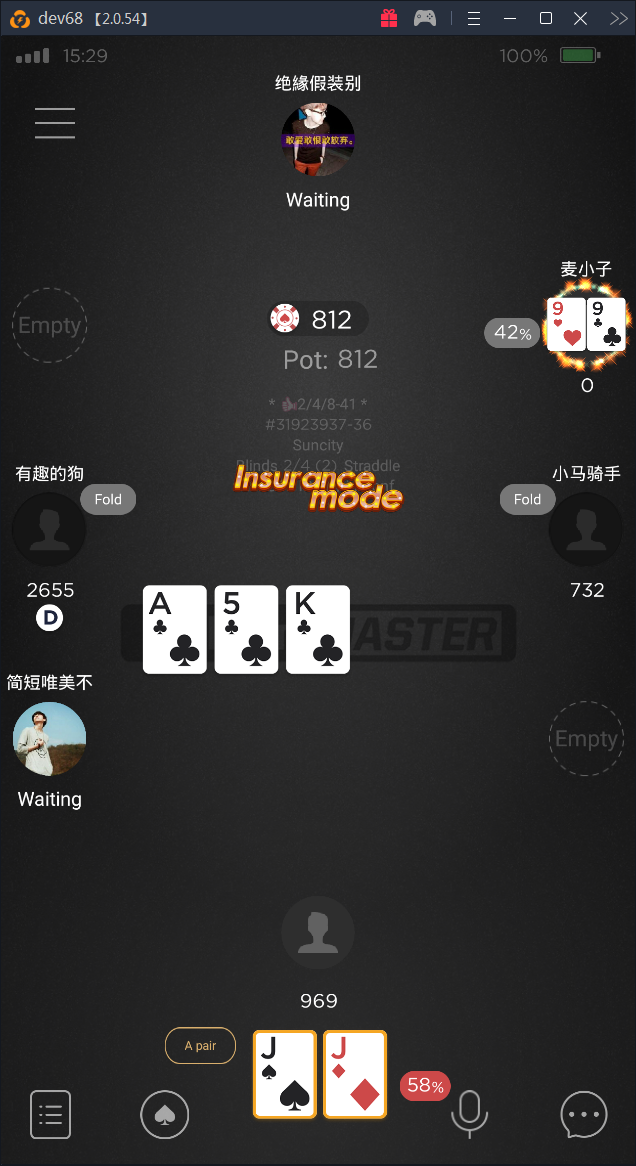 dev68 【2.0.54】
15:29
100%
绝緣假装别
敢爱敢恨敢放弃。
Waiting
麦小子
Empty
812
42%
9 9
Pot: 812
0
2/4/8-41 *
#31923937-36
Suncity
Blinds 2/4 (2) Straddle
Insurance
mode
有趣的狗
小马骑手
Fold
Fold
2655
732
D
A 5 K
MASTER
简短唯美不
Empty
Waiting
969
A pair
J J
58%